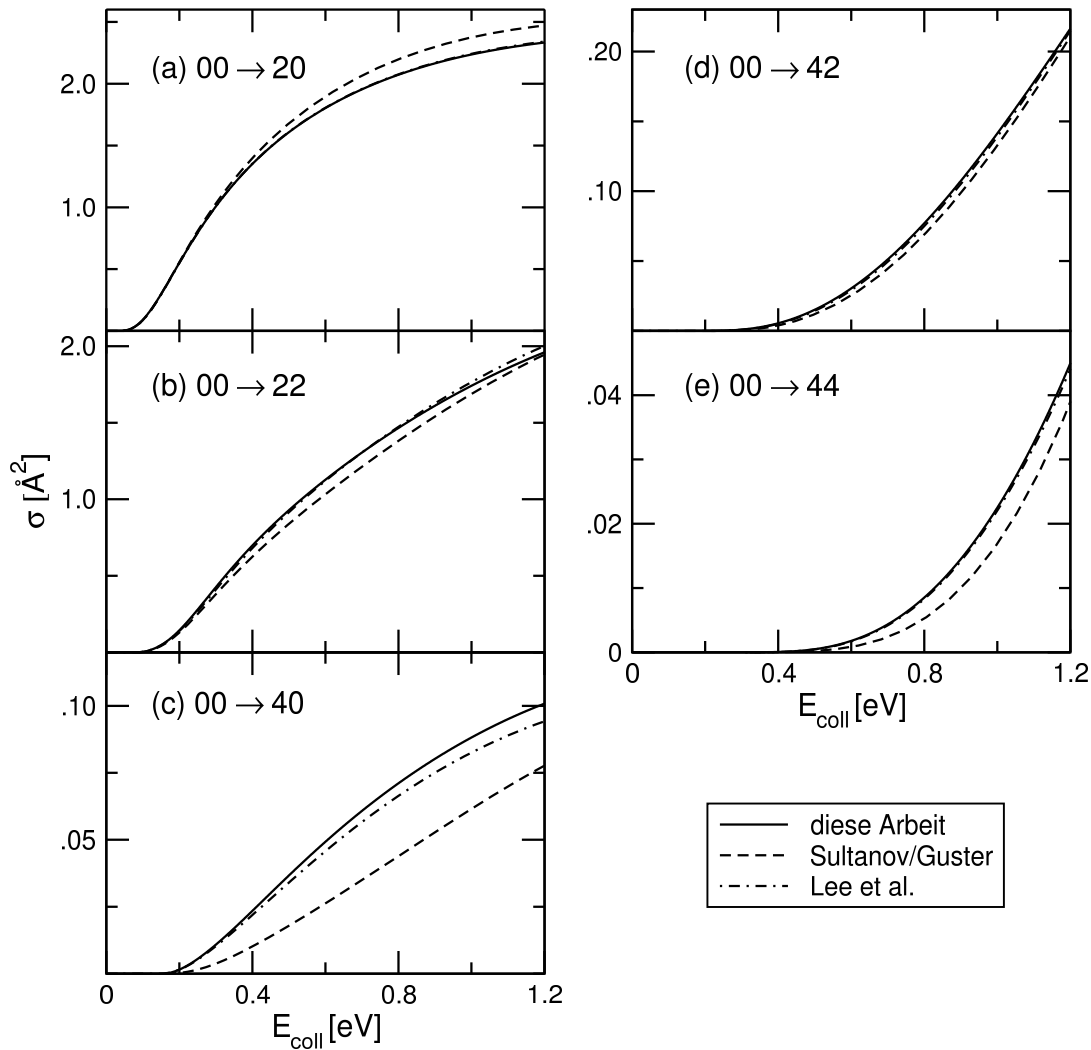 (a) 00 → 20
2.0
1.0
(b) 00 → 22
2.0
1.0
σ [Å²]
(c) 00 → 40
.10
.05
0 0.4 0.8 1.2
E_coll [eV]
(d) 00 → 42
.20
.10
(e) 00 → 44
.04
.02
0
0 0.4 0.8 1.2
E_coll [eV]
diese Arbeit
Sultanov/Guster
Lee et al.